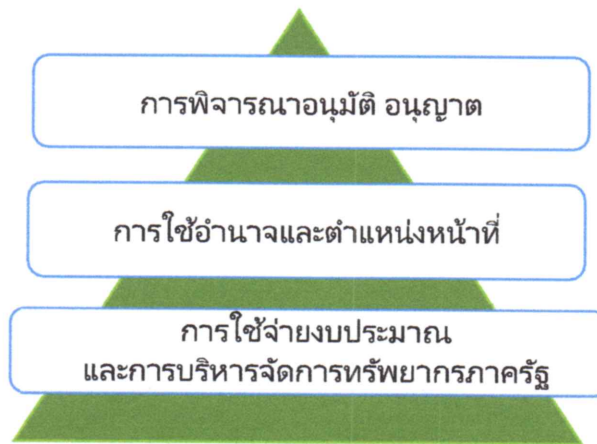 การพิจารณาอนุมัติ อนุญาต
การใช้อำนาจและตำแหน่งหน้าที่
การใช้จ่ายงบประมาณ
และการบริหารจัดการทรัพยากรภาครัฐ